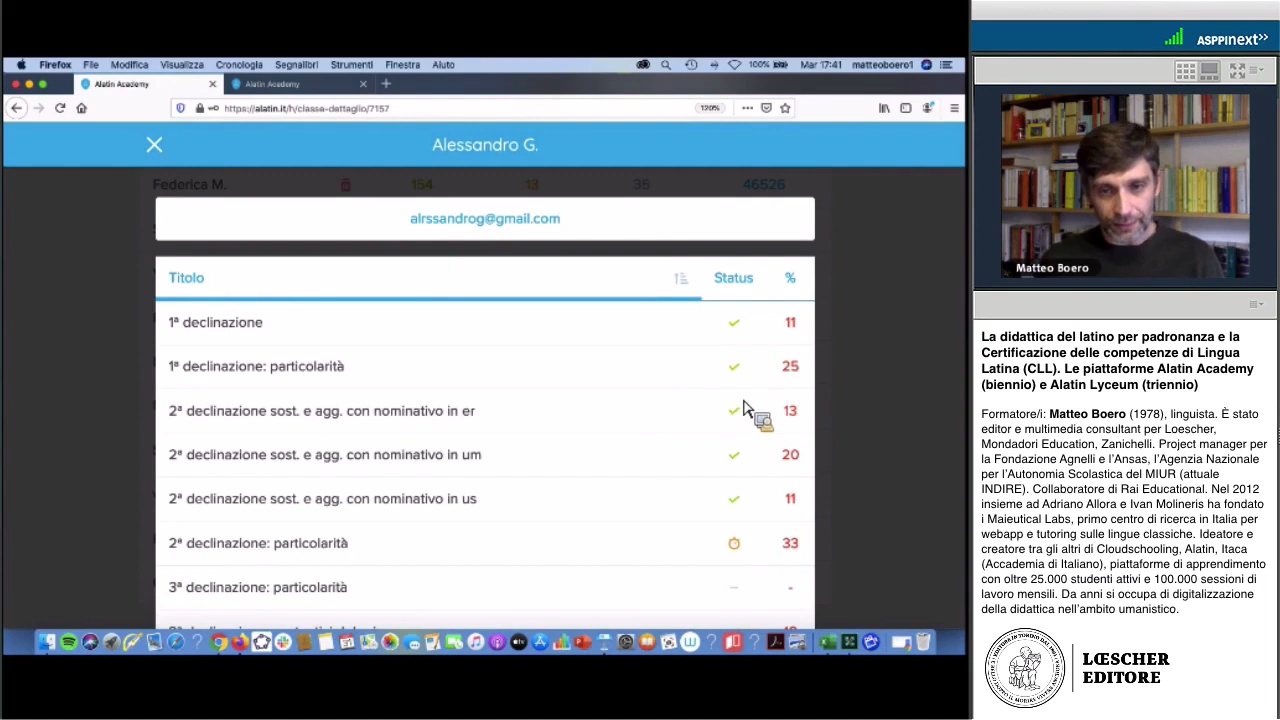 Firefox File Modifica Visualizza Cronologia Segnalibri Strumenti Finestra Aiuto 100% Mar 17:41 matteoboero1
Alatin Academy Alatin Academy
https://alatin.it/h/classe-dettaglio/7157 120%
Alessandro G.
Federica M. 154 13 35 46526
alrssandrog@gmail.com
Titolo Status %
1ª declinazione 11
1ª declinazione: particolarità 25
2ª declinazione sost. e agg. con nominativo in er 13
2ª declinazione sost. e agg. con nominativo in um 20
2ª declinazione sost. e agg. con nominativo in us 11
2ª declinazione: particolarità 33
3ª declinazione: particolarità - -
ASPPInext>>
Matteo Boero
La didattica del latino per padronanza e la
Certificazione delle competenze di Lingua
Latina (CLL). Le piattaforme Alatin Academy
(biennio) e Alatin Lyceum (triennio)
Formatore/i: Matteo Boero (1978), linguista. È stato
editor e multimedia consultant per Loescher,
Mondadori Education, Zanichelli. Project manager per
la Fondazione Agnelli e l'Ansas, l'Agenzia Nazionale
per l'Autonomia Scolastica del MIUR (attuale
INDIRE). Collaboratore di Rai Educational. Nel 2012
insieme ad Adriano Allora e Ivan Molineris ha fondato
i Maieutical Labs, primo centro di ricerca in Italia per
webapp e tutoring sulle lingue classiche. Ideatore e
creatore tra gli altri di Cloudschooling, Alatin, Itaca
(Accademia di Italiano), piattaforme di apprendimento
con oltre 25.000 studenti attivi e 100.000 sessioni di
lavoro mensili. Da anni si occupa di digitalizzazione
della didattica nell'ambito umanistico.
LŒSCHER
EDITORE